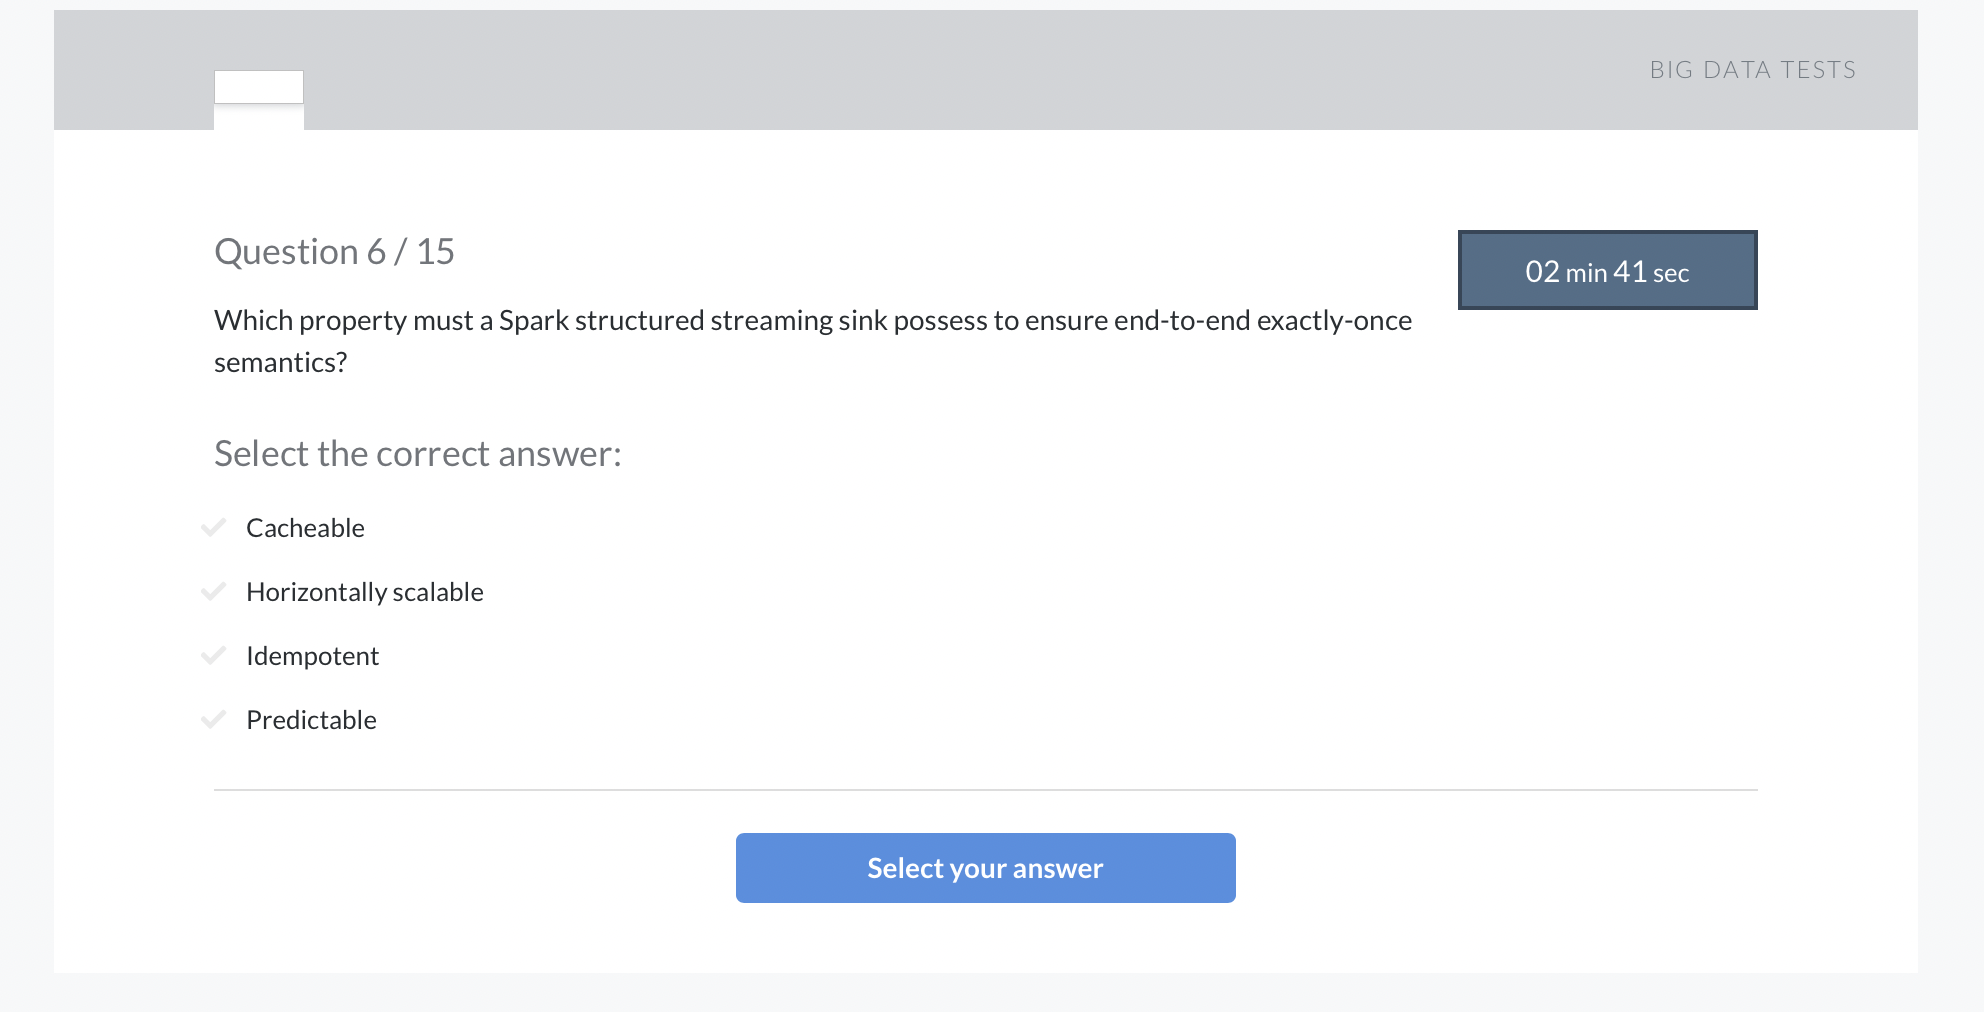 BIG DATA TESTS
Question 6 / 15
02 min 41 sec
Which property must a Spark structured streaming sink possess to ensure end-to-end exactly-once
semantics?
Select the correct answer:
Cacheable
Horizontally scalable
Idempotent
Predictable
Select your answer